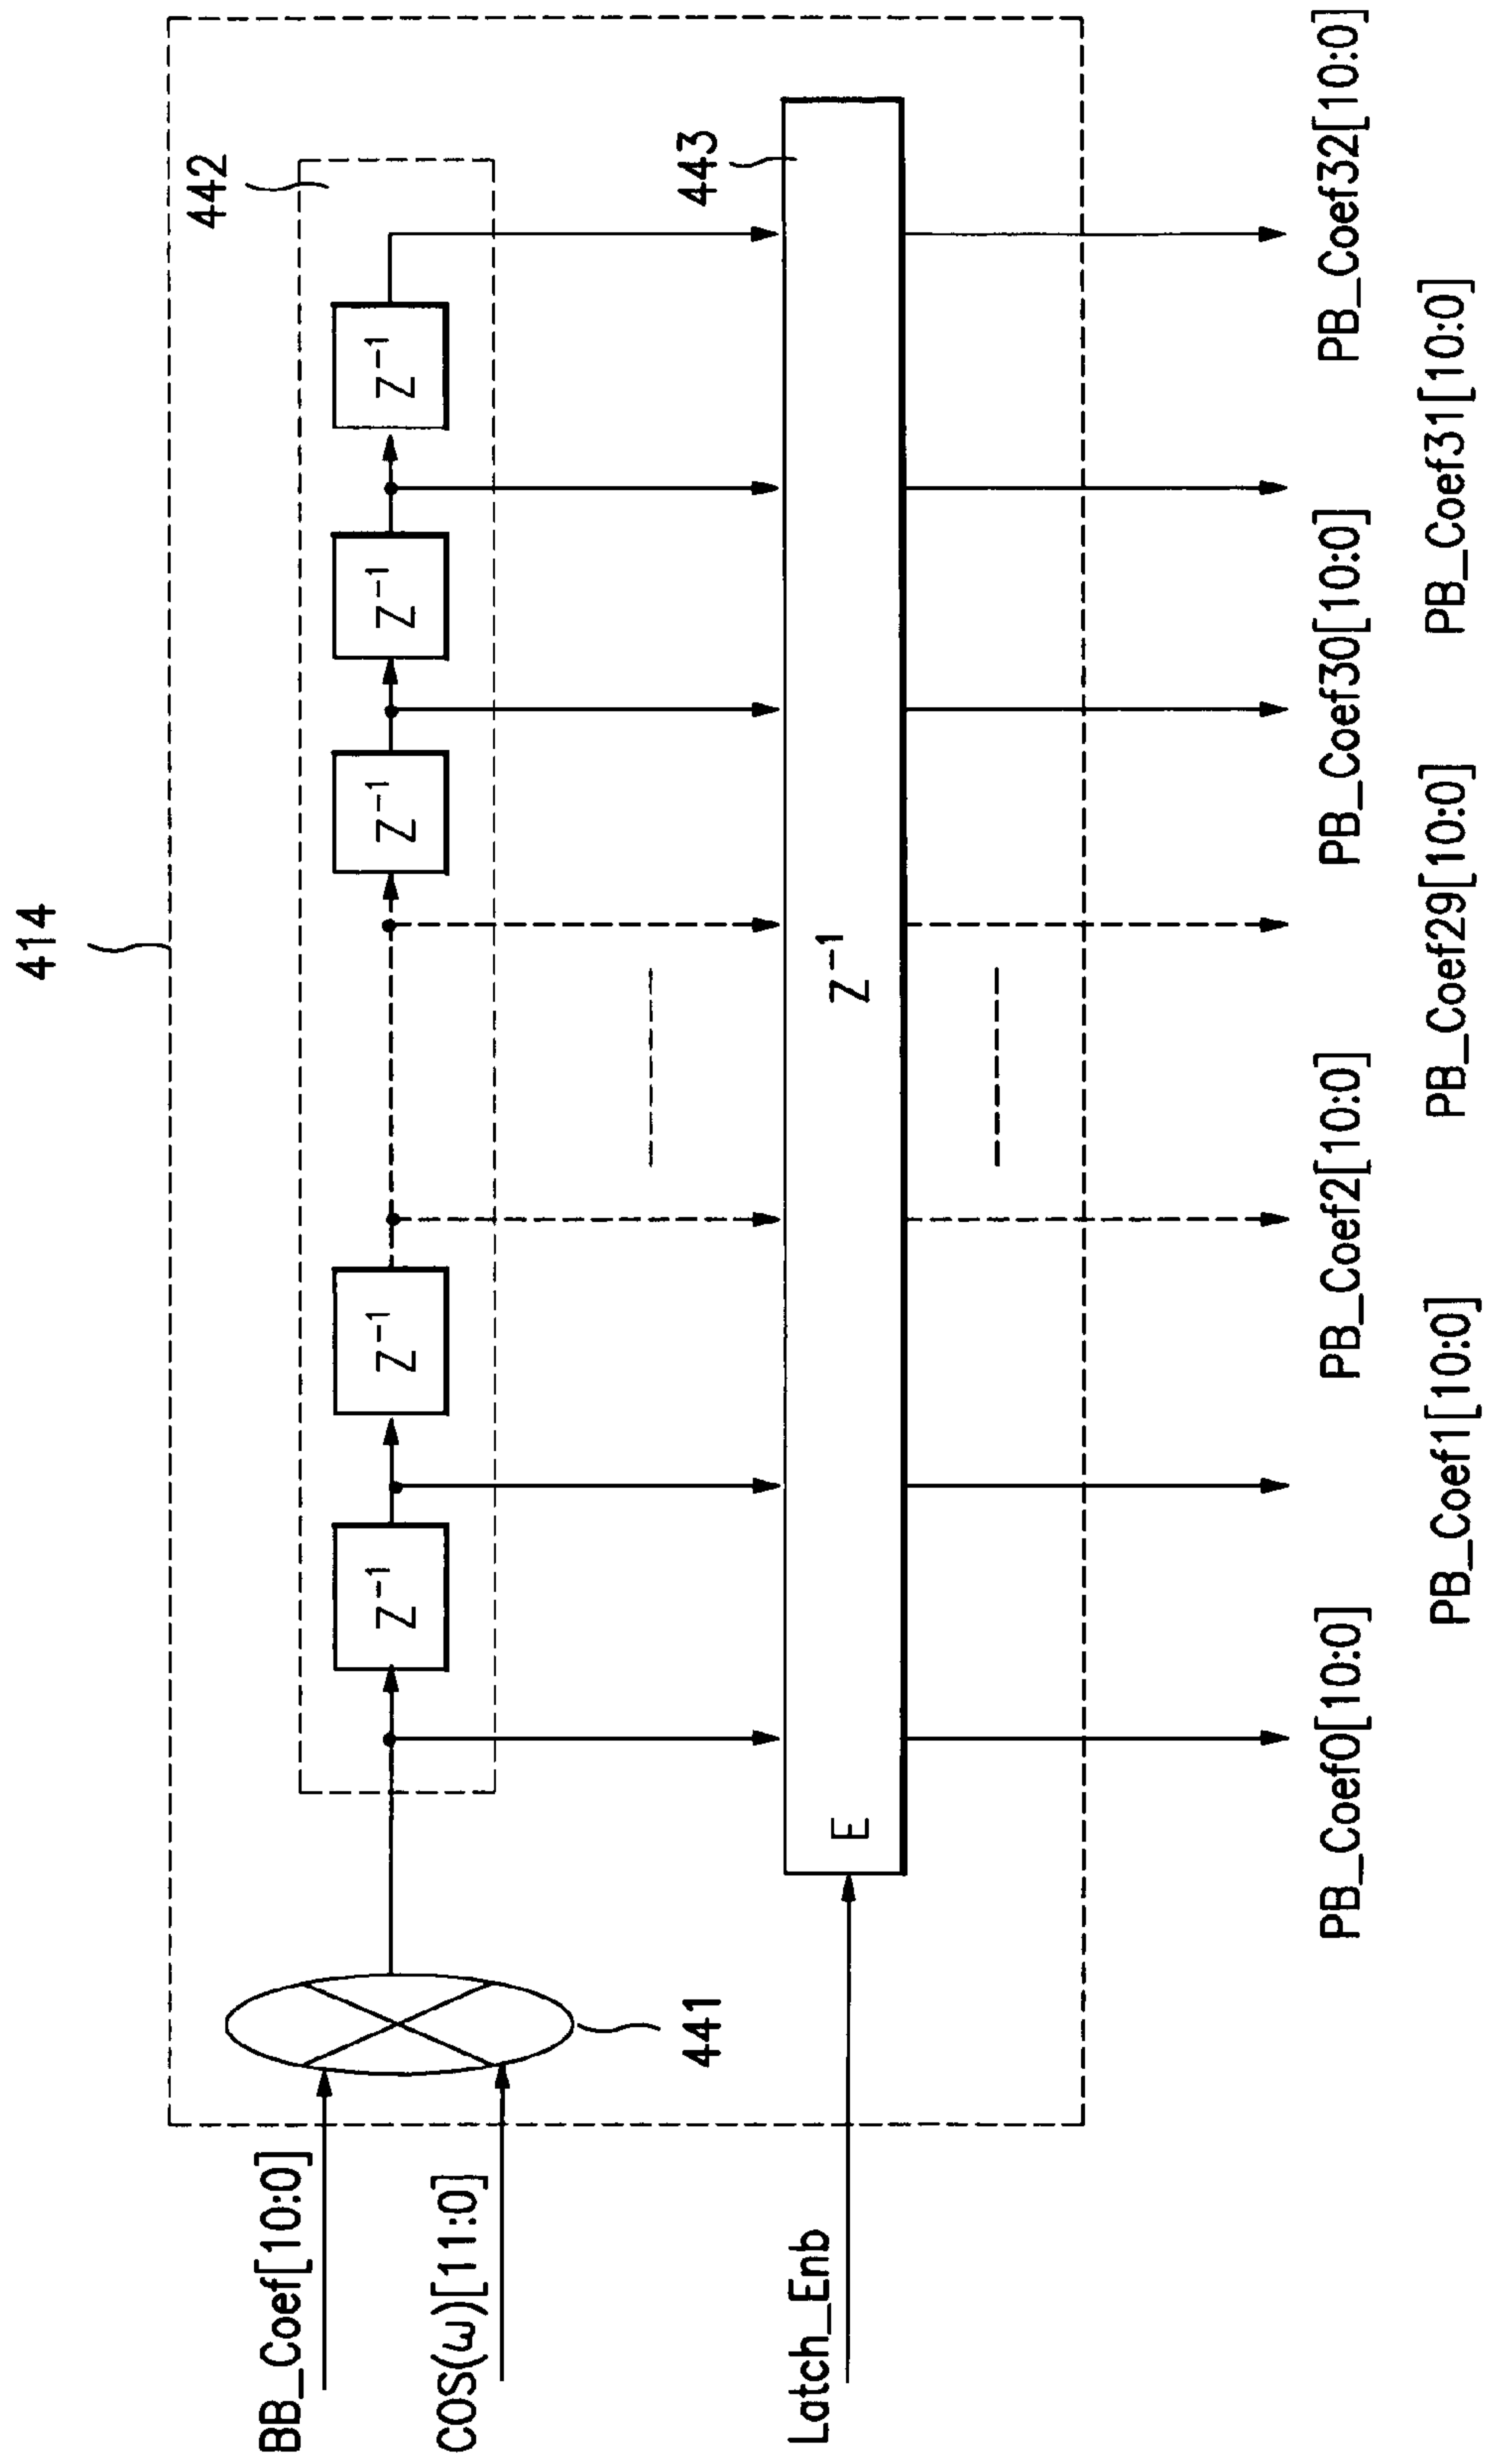 414
442
BB_Coef[10:0]
COS(ω)[11:0]
441
Z⁻¹
Z⁻¹
Z⁻¹
Z⁻¹
Z⁻¹
443
Latch_Enb
E
Z⁻¹
PB_Coef0[10:0]
PB_Coef2[10:0]
PB_Coef30[10:0]
PB_Coef32[10:0]
PB_Coef1[10:0]
PB_Coef29[10:0]
PB_Coef31[10:0]